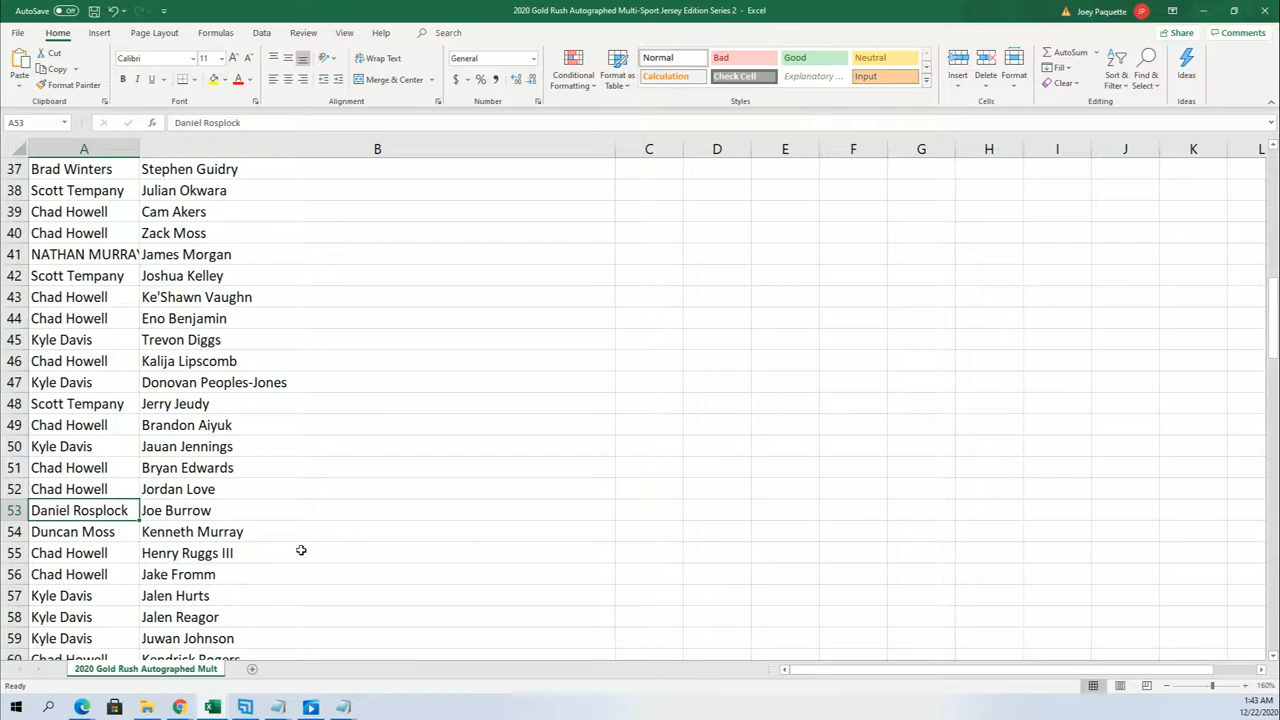 AutoSave Off 2020 Gold Rush Autographed Multi-Sport Jersey Edition Series 2 - Excel Joey Paquette JP
File Home Insert Page Layout Formulas Data Review View Help Search Share Comments
Paste Cut Copy Format Painter Clipboard
Calibri 11 B I U Font
Wrap Text Merge & Center Alignment
General $ % , Number
Conditional Formatting Format as Table
Normal Bad Good Neutral
Calculation Check Cell Explanatory ... Input
Styles
Insert Delete Format Cells
AutoSum Fill Clear Sort & Filter Find & Select Editing
Ideas Ideas
A53 fx Daniel Rosplock
A B C D E F G H I J K L
37 Brad Winters Stephen Guidry
38 Scott Tempany Julian Okwara
39 Chad Howell Cam Akers
40 Chad Howell Zack Moss
41 NATHAN MURRAY James Morgan
42 Scott Tempany Joshua Kelley
43 Chad Howell Ke'Shawn Vaughn
44 Chad Howell Eno Benjamin
45 Kyle Davis Trevon Diggs
46 Chad Howell Kalija Lipscomb
47 Kyle Davis Donovan Peoples-Jones
48 Scott Tempany Jerry Jeudy
49 Chad Howell Brandon Aiyuk
50 Kyle Davis Jauan Jennings
51 Chad Howell Bryan Edwards
52 Chad Howell Jordan Love
53 Daniel Rosplock Joe Burrow
54 Duncan Moss Kenneth Murray
55 Chad Howell Henry Ruggs III
56 Chad Howell Jake Fromm
57 Kyle Davis Jalen Hurts
58 Kyle Davis Jalen Reagor
59 Kyle Davis Juwan Johnson
60 Chad Howell Kendrick Rogers
2020 Gold Rush Autographed Mult
Ready 160%
1:43 AM
12/22/2020